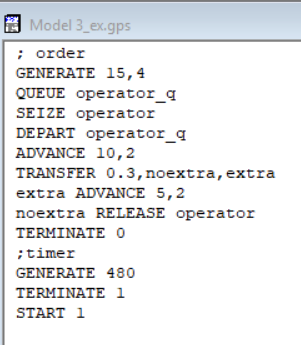 Model 3_ex.gps
; order
GENERATE 15,4
QUEUE operator_q
SEIZE operator
DEPART operator_q
ADVANCE 10,2
TRANSFER 0.3,noextra,extra
extra ADVANCE 5,2
noextra RELEASE operator
TERMINATE 0
;timer
GENERATE 480
TERMINATE 1
START 1